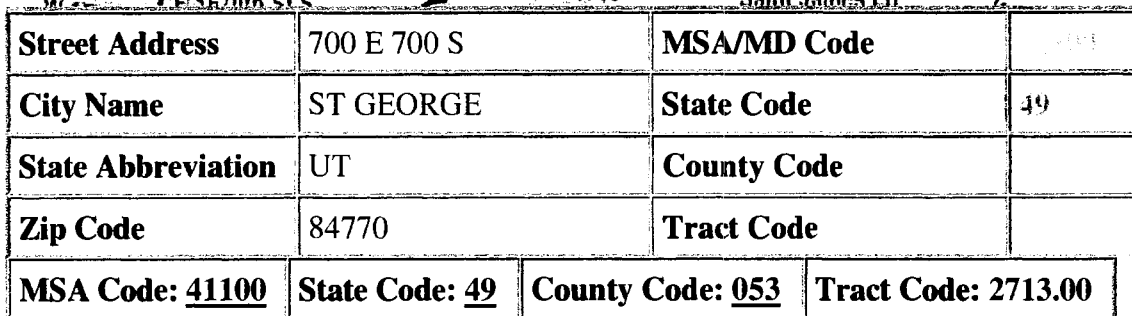 Street Address 700 E 700 S MSA/MD Code
City Name ST GEORGE State Code 49
State Abbreviation UT County Code
Zip Code 84770 Tract Code
MSA Code: 41100 State Code: 49 County Code: 053 Tract Code: 2713.00